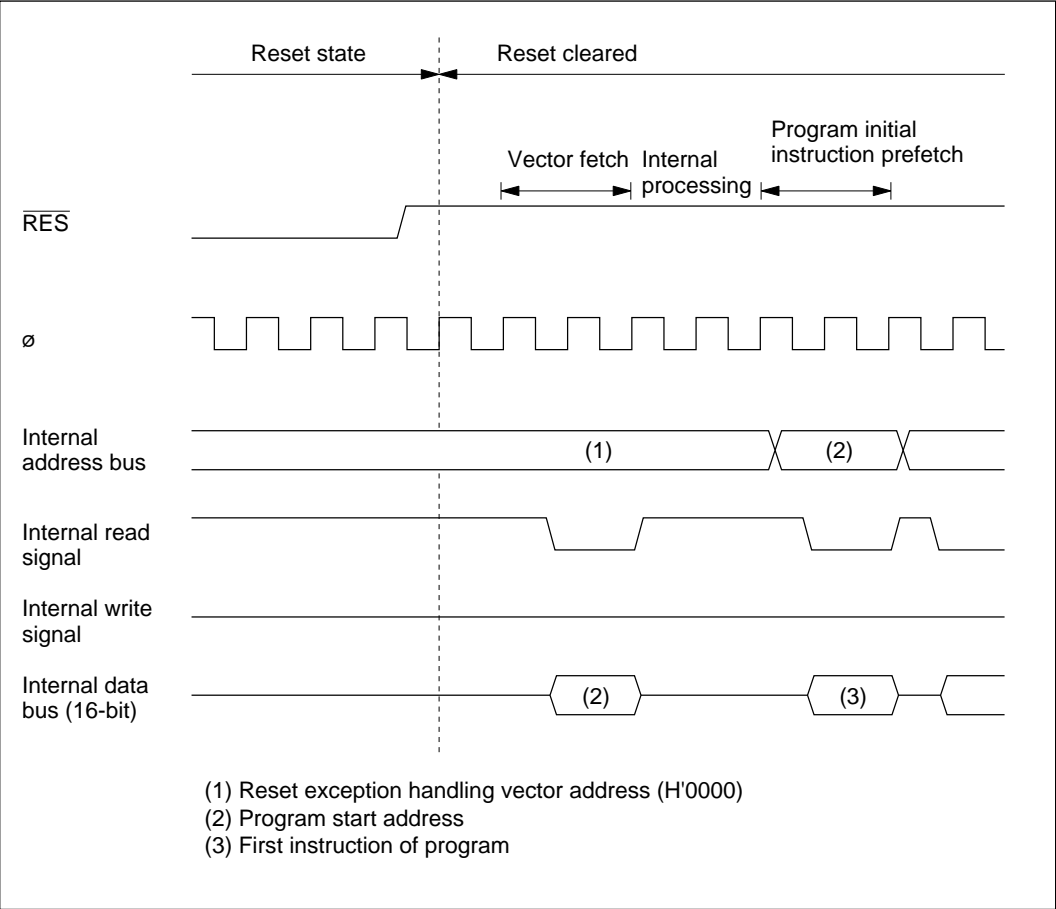 Reset state
Reset cleared
Vector fetch
Internal
processing
Program initial
instruction prefetch
RES
ø
Internal
address bus
(1)
(2)
Internal read
signal
Internal write
signal
Internal data
bus (16-bit)
(2)
(3)
(1) Reset exception handling vector address (H'0000)
(2) Program start address
(3) First instruction of program